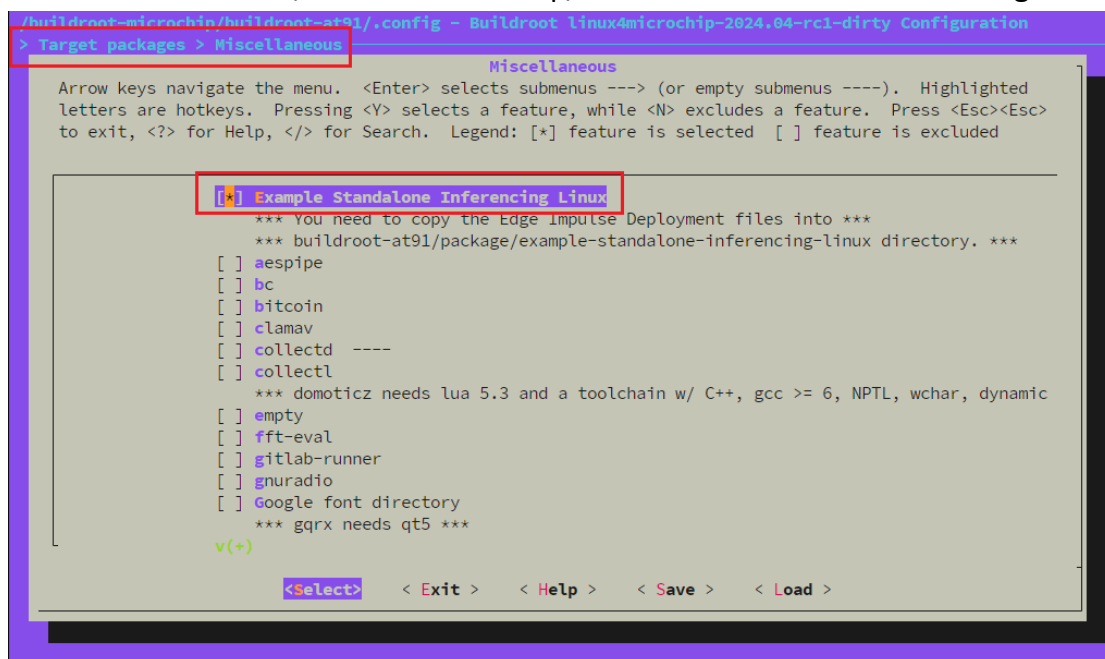 /buildroot-microchip/buildroot-at91/.config - Buildroot linux4microchip-2024.04-rc1-dirty Configuration
> Target packages > Miscellaneous
Miscellaneous
Arrow keys navigate the menu.  <Enter> selects submenus ---> (or empty submenus ----).  Highlighted
letters are hotkeys.  Pressing <Y> selects a feature, while <N> excludes a feature.  Press <Esc><Esc>
to exit, <?> for Help, </> for Search.  Legend: [*] feature is selected  [ ] feature is excluded
[*] Example Standalone Inferencing Linux
*** You need to copy the Edge Impulse Deployment files into ***
*** buildroot-at91/package/example-standalone-inferencing-linux directory. ***
[ ] aespipe
[ ] bc
[ ] bitcoin
[ ] clamav
[ ] collectd  ----
[ ] collectl
*** domoticz needs lua 5.3 and a toolchain w/ C++, gcc >= 6, NPTL, wchar, dynamic
[ ] empty
[ ] fft-eval
[ ] gitlab-runner
[ ] gnuradio
[ ] Google font directory
*** gqrx needs qt5 ***
v(+)
<Select>    < Exit >    < Help >    < Save >    < Load >